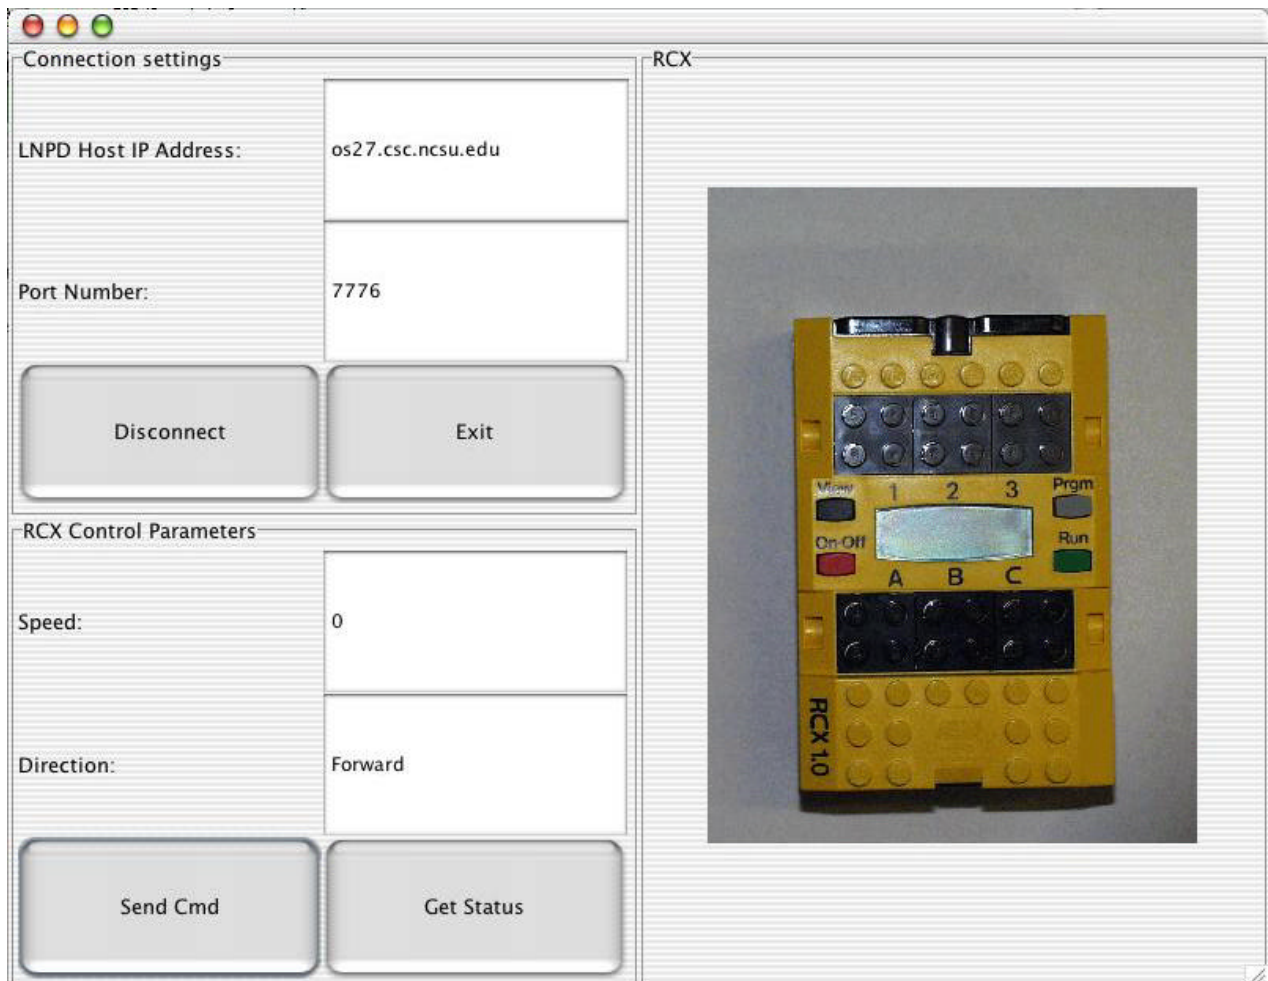 Connection settings
LNPD Host IP Address:
os27.csc.ncsu.edu
Port Number:
7776
Disconnect
Exit
RCX Control Parameters
Speed:
0
Direction:
Forward
Send Cmd
Get Status
RCX
View
1 2 3
Prgm
On-Off
Run
A B C
RCX 1.0